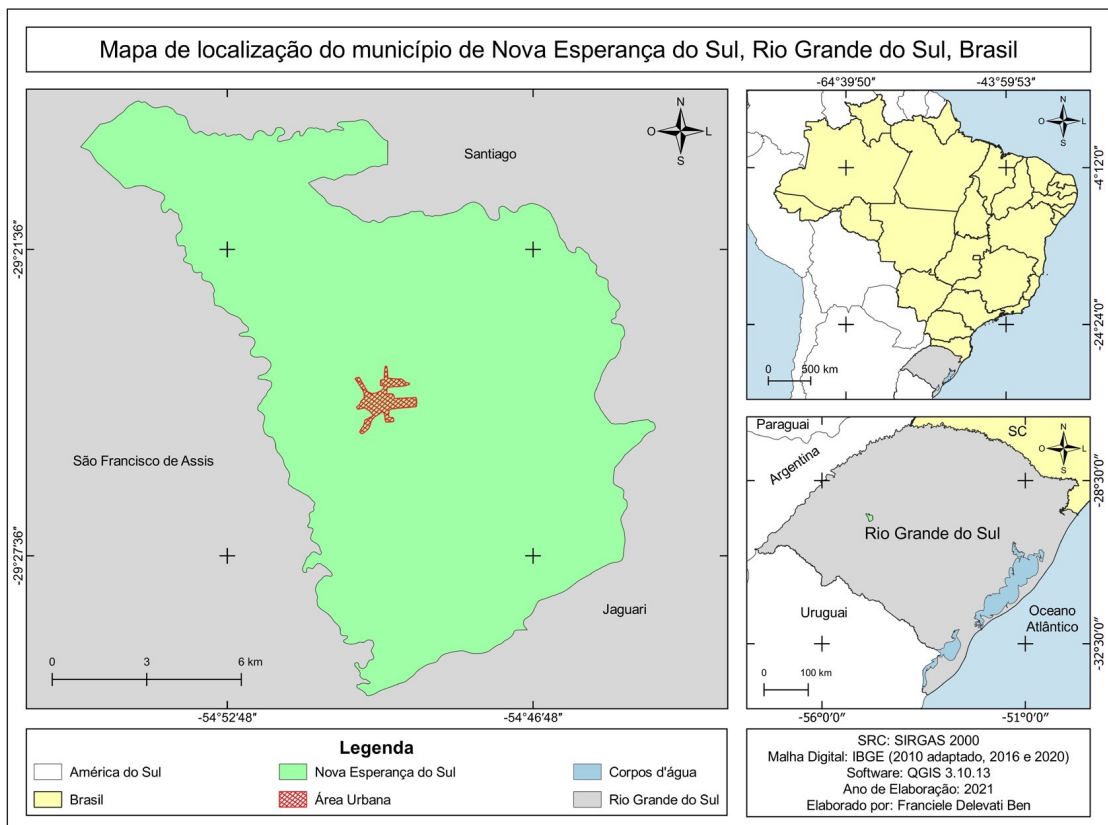 Mapa de localização do município de Nova Esperança do Sul, Rio Grande do Sul, Brasil
N
O L
S
Santiago
São Francisco de Assis
Jaguari
-29°21'36"
-29°27'36"
0 3 6 km
-54°52'48" -54°46'48"
-64°39'50" -43°59'53"
N
O L
S
-4°12'0"
-24°24'0"
0 500 km
Paraguai
SC
N
O L
S
Argentina
-28°30'0"
Rio Grande do Sul
Uruguai
Oceano
Atlântico
-32°30'0"
0 100 km
-56°0'0" -51°0'0"
Legenda
América do Sul
Nova Esperança do Sul
Corpos d'água
Brasil
Área Urbana
Rio Grande do Sul
SRC: SIRGAS 2000
Malha Digital: IBGE (2010 adaptado, 2016 e 2020)
Software: QGIS 3.10.13
Ano de Elaboração: 2021
Elaborado por: Franciele Delevati Ben